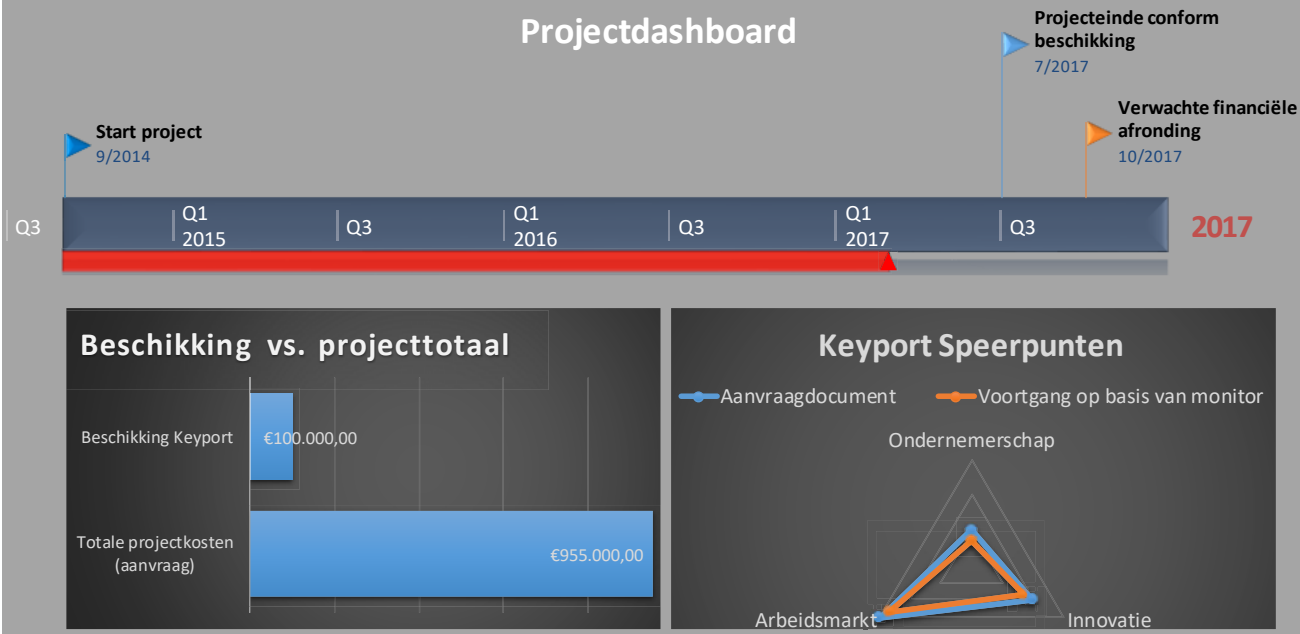 Projectdashboard
Projecteinde conform
beschikking
7/2017
Verwachte financiële
afronding
10/2017
Start project
9/2014
Q3
Q1
2015
Q3
Q1
2016
Q3
Q1
2017
Q3
2017
Beschikking vs. projecttotaal
Beschikking Keyport
€100.000,00
Totale projectkosten
(aanvraag)
€955.000,00
Keyport Speerpunten
Aanvraagdocument
Voortgang op basis van monitor
Ondernemerschap
Arbeidsmarkt
Innovatie